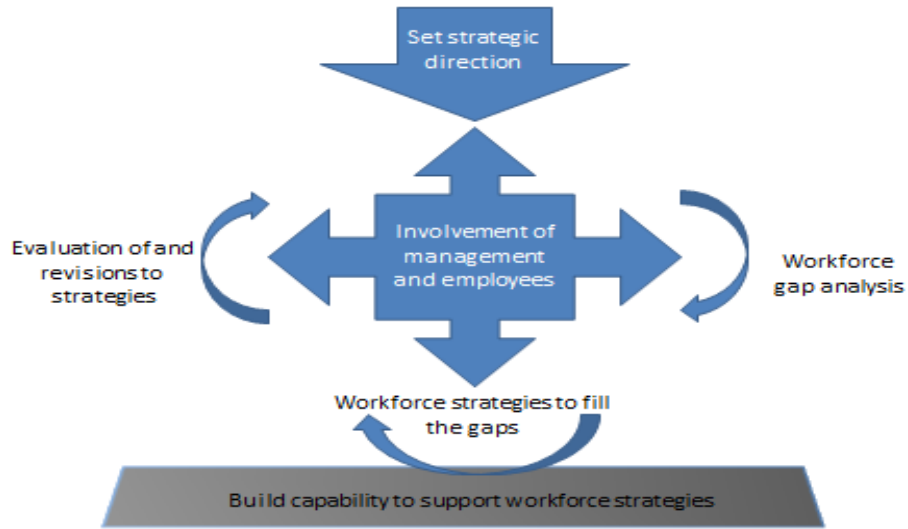 Set strategic
direction
Involvement of
management
and employees
Evaluation of and
revisions to
strategies
Workforce
gap analysis
Workforce strategies to fill
the gaps
Build capability to support workforce strategies